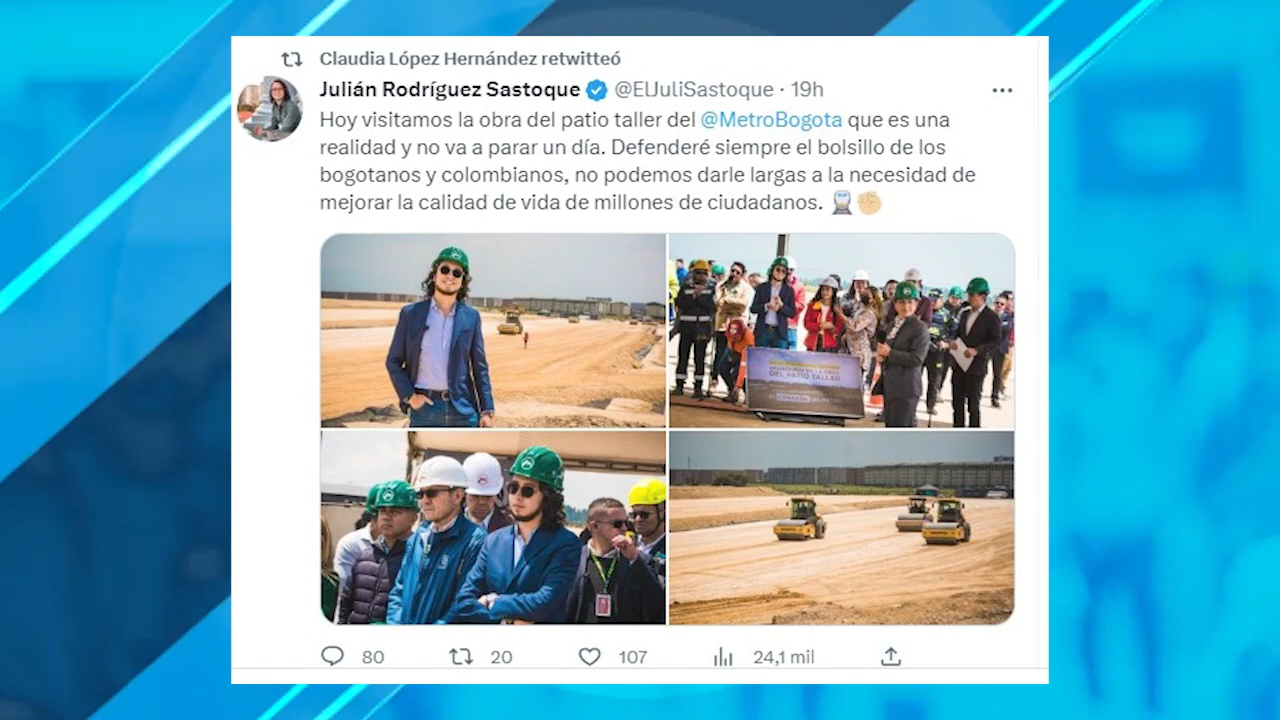 Claudia López Hernández retwitteó
Julián Rodríguez Sastoque @ElJuliSastoque · 19h
Hoy visitamos la obra del patio taller del @MetroBogota que es una
realidad y no va a parar un día. Defenderé siempre el bolsillo de los
bogotanos y colombianos, no podemos darle largas a la necesidad de
mejorar la calidad de vida de millones de ciudadanos. 🚆✊🏼
DEL PATIO TALLER
80 20 107 24,1 mil